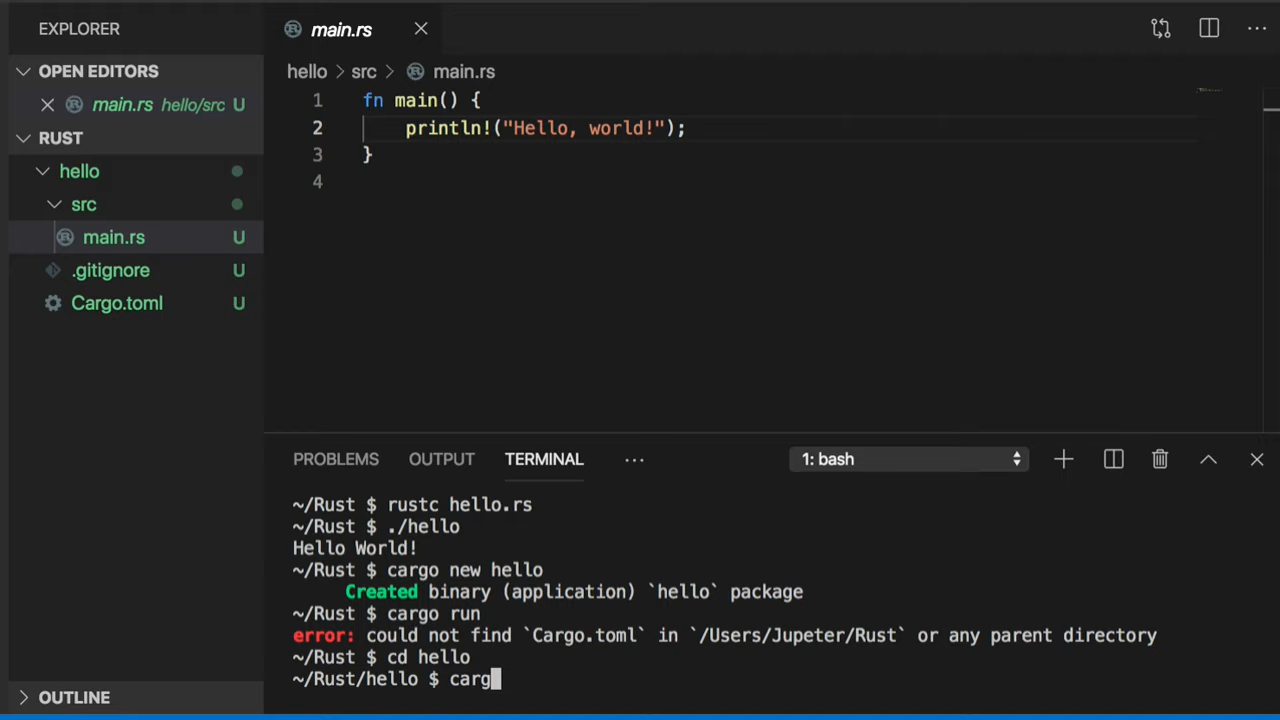 EXPLORER
OPEN EDITORS
main.rs hello/src U
RUST
hello
src
main.rs U
.gitignore U
Cargo.toml U
OUTLINE
main.rs
hello > src > main.rs
1 fn main() {
2     println!("Hello, world!");
3 }
4
PROBLEMS OUTPUT TERMINAL ... 1: bash
~/Rust $ rustc hello.rs
~/Rust $ ./hello
Hello World!
~/Rust $ cargo new hello
     Created binary (application) `hello` package
~/Rust $ cargo run
error: could not find `Cargo.toml` in `/Users/Jupeter/Rust` or any parent directory
~/Rust $ cd hello
~/Rust/hello $ carg